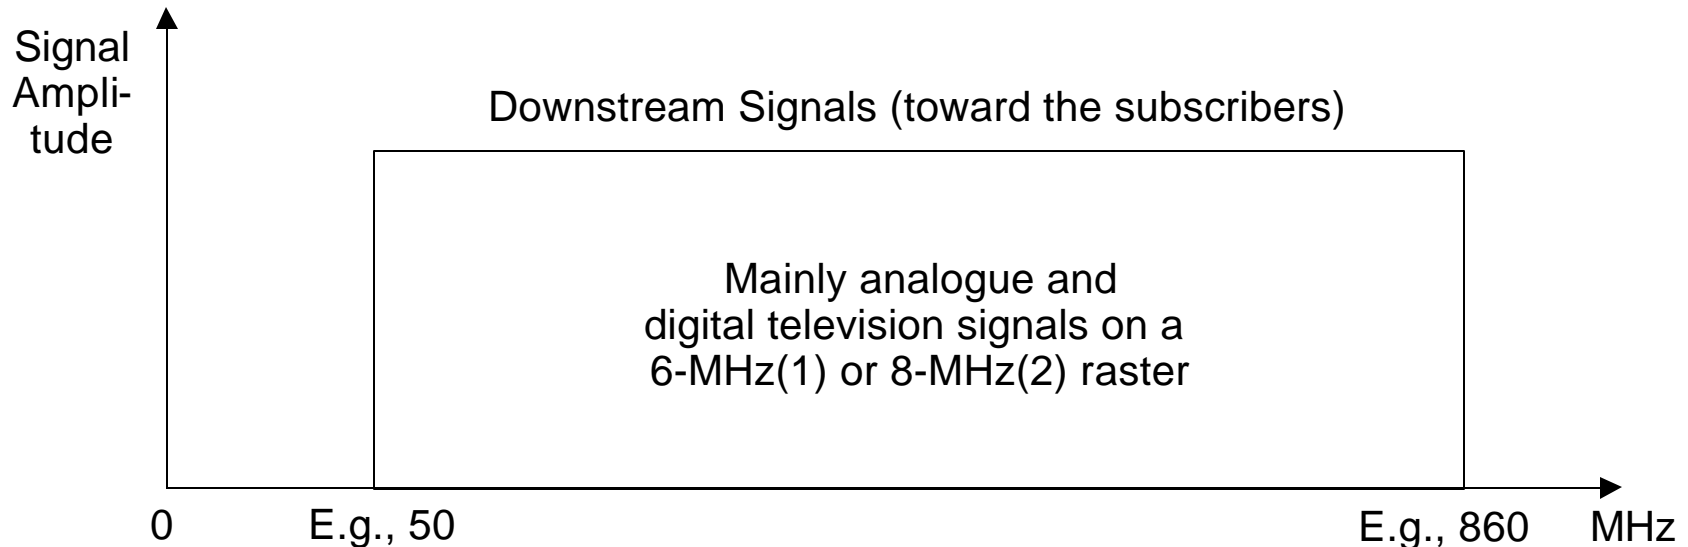 Signal
Ampli-
tude
Downstream Signals (toward the subscribers)
Mainly analogue and
digital television signals on a
6-MHz(1) or 8-MHz(2) raster
0
E.g., 50
E.g., 860
MHz